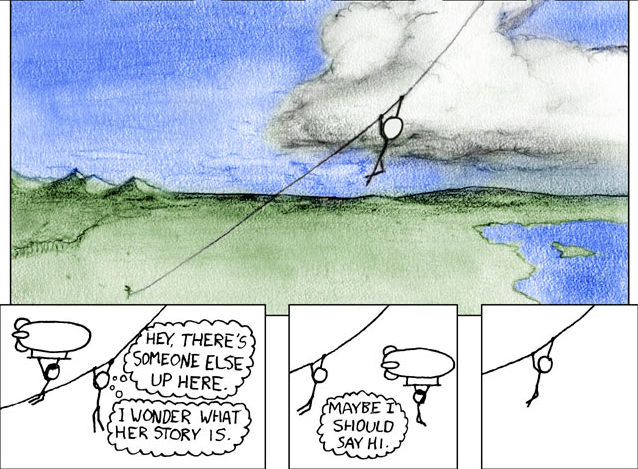 HEY, THERE'S
SOMEONE ELSE
UP HERE.
I WONDER WHAT
HER STORY IS.
MAYBE I
SHOULD
SAY HI.